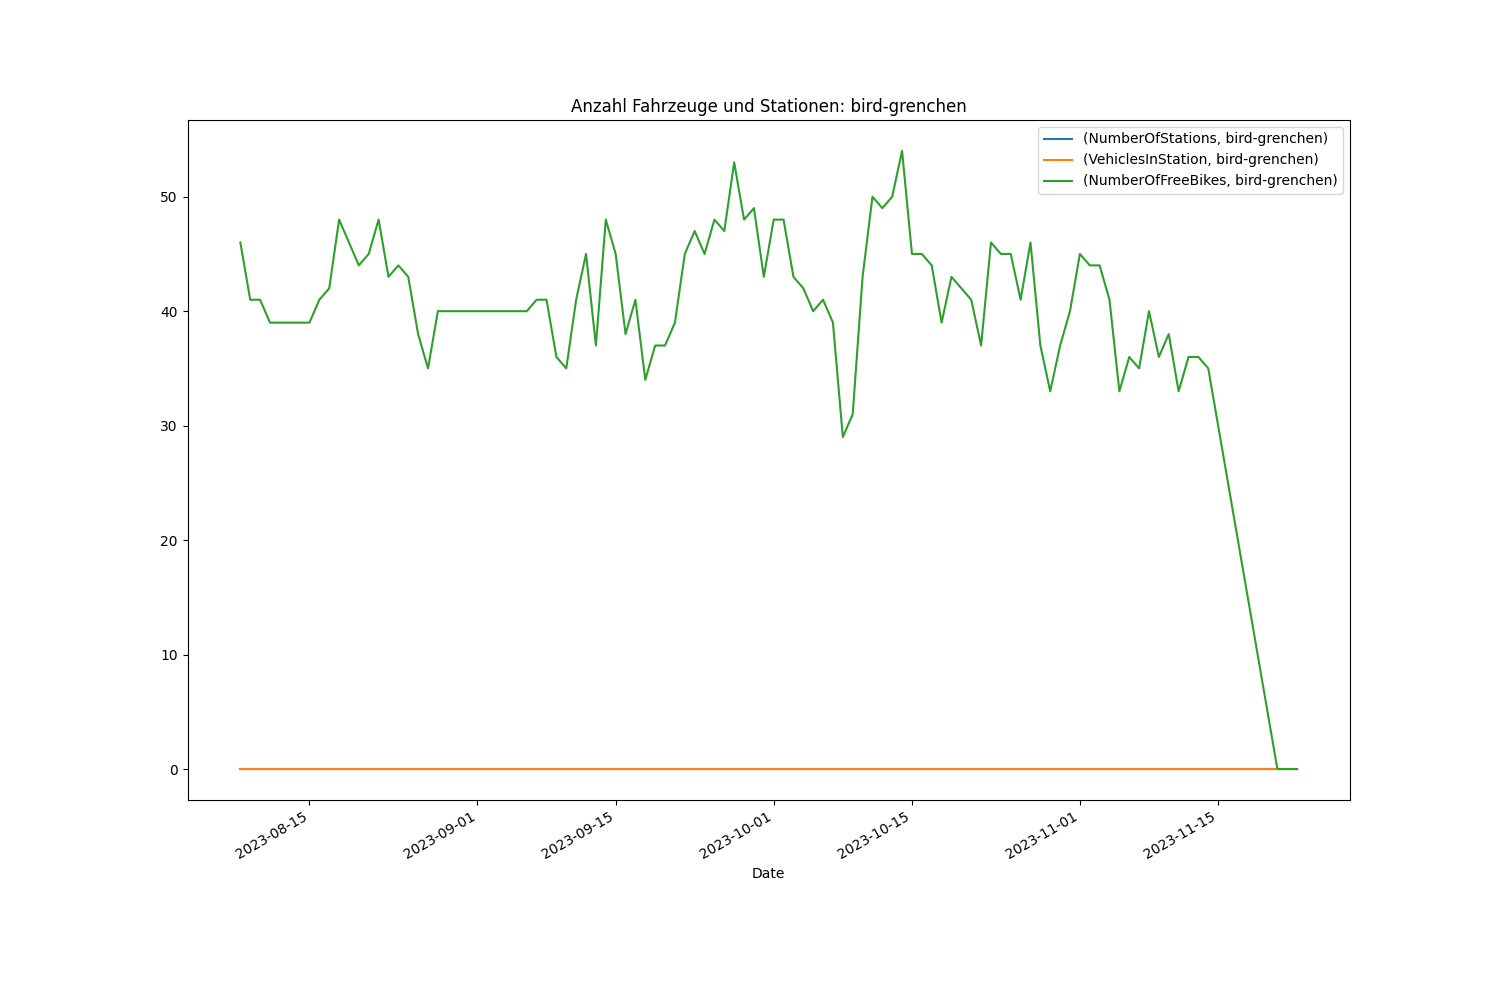 Anzahl Fahrzeuge und Stationen: bird-grenchen
(NumberOfStations, bird-grenchen)
(VehiclesInStation, bird-grenchen)
(NumberOfFreeBikes, bird-grenchen)
50
40
30
20
10
0
2023-08-15
2023-09-01
2023-09-15
2023-10-01
2023-10-15
2023-11-01
2023-11-15
Date